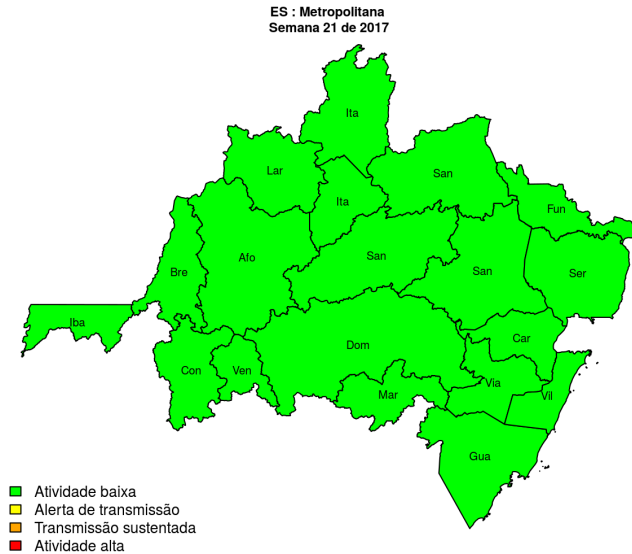 ES : Metropolitana
Semana 21 de 2017
Ita
Lar
San
Ita
Fun
Afo
San
Bre
San
Ser
Iba
Dom
Car
Con
Ven
Via
Mar
Vil
Gua
Atividade baixa
Alerta de transmissão
Transmissão sustentada
Atividade alta